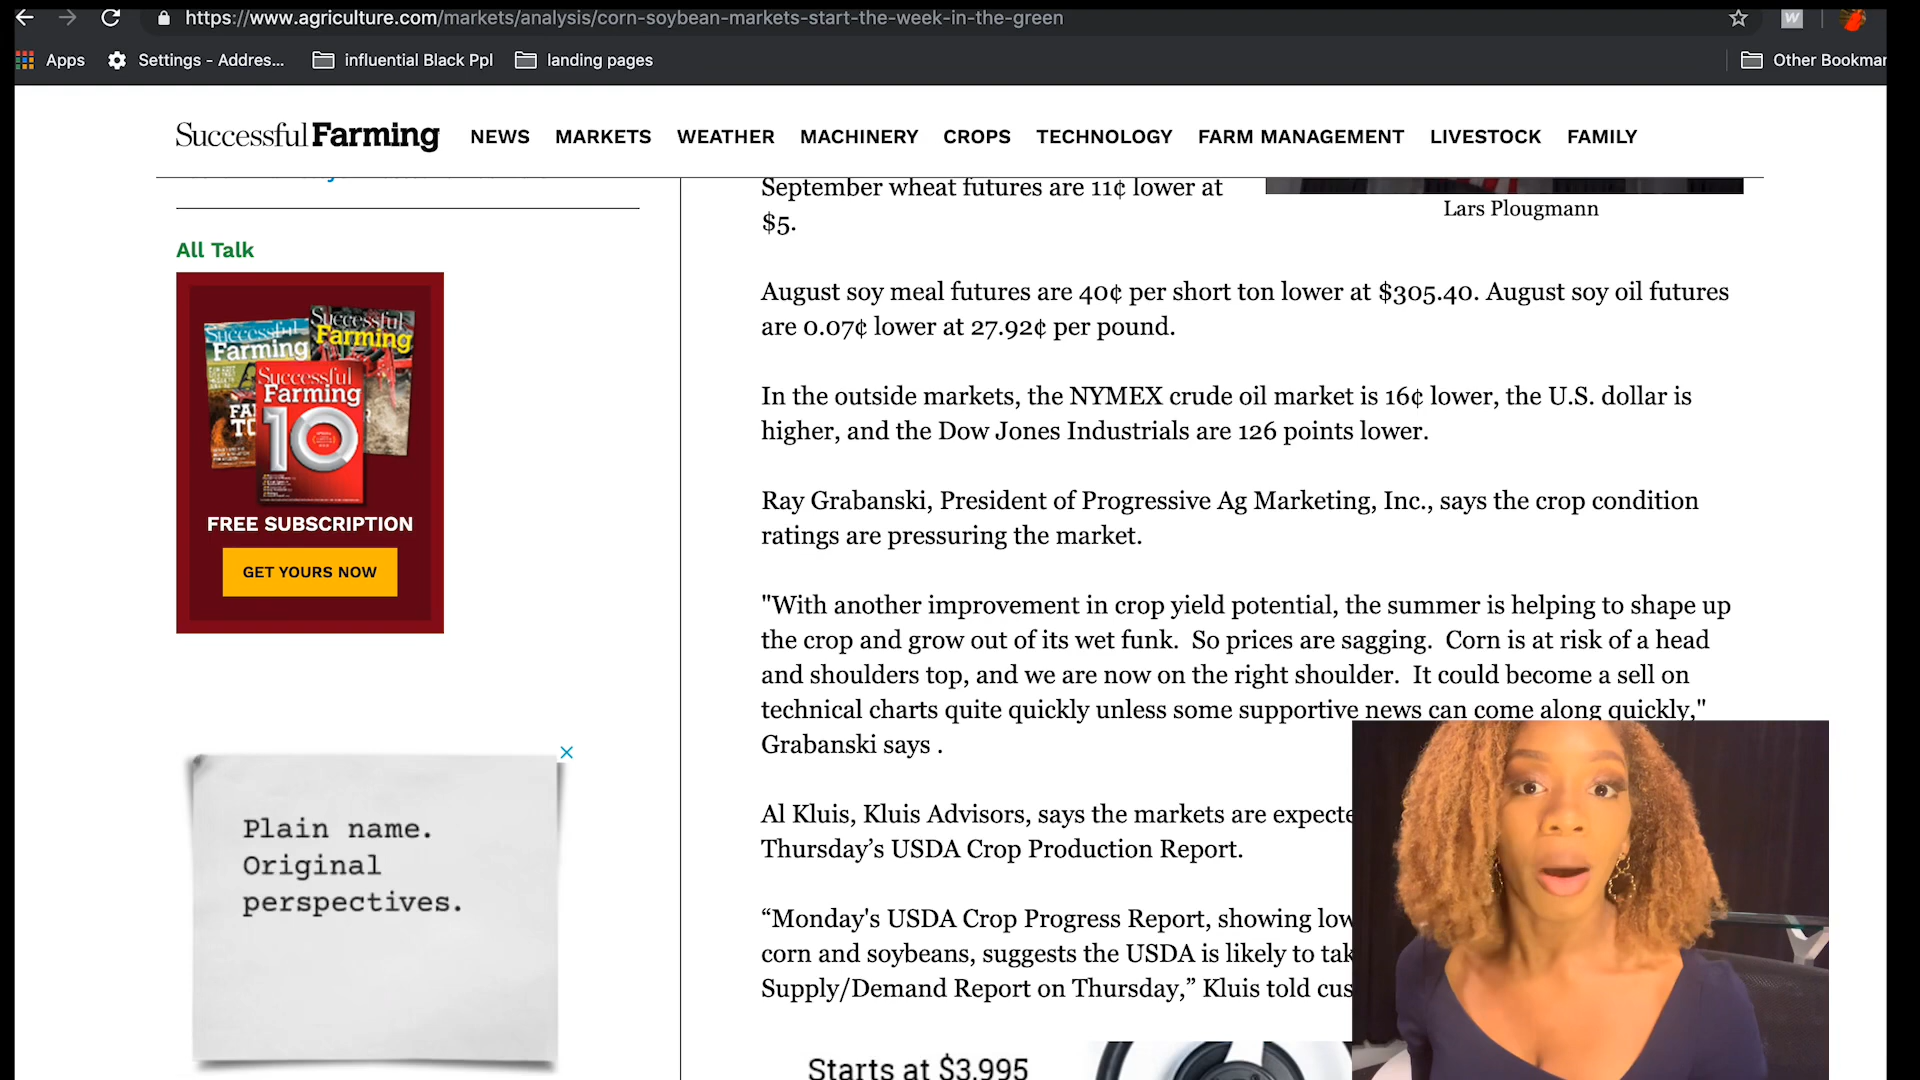 https://www.agriculture.com/markets/analysis/corn-soybean-markets-start-the-week-in-the-green
W
Apps
Settings - Addres...
influential Black Ppl
landing pages
Other Bookmar
Successful Farming
NEWS
MARKETS
WEATHER
MACHINERY
CROPS
TECHNOLOGY
FARM MANAGEMENT
LIVESTOCK
FAMILY
All Talk
Successful
Farming
Successful
Farming
Successful
Farming
10
FREE SUBSCRIPTION
GET YOURS NOW
Plain name.
Original
perspectives.
September wheat futures are 11¢ lower at
$5.
Lars Plougmann
August soy meal futures are 40¢ per short ton lower at $305.40. August soy oil futures
are 0.07¢ lower at 27.92¢ per pound.
In the outside markets, the NYMEX crude oil market is 16¢ lower, the U.S. dollar is
higher, and the Dow Jones Industrials are 126 points lower.
Ray Grabanski, President of Progressive Ag Marketing, Inc., says the crop condition
ratings are pressuring the market.
"With another improvement in crop yield potential, the summer is helping to shape up
the crop and grow out of its wet funk.  So prices are sagging.  Corn is at risk of a head
and shoulders top, and we are now on the right shoulder.  It could become a sell on
technical charts quite quickly unless some supportive news can come along quickly,"
Grabanski says .
Al Kluis, Kluis Advisors, says the markets are expecte
Thursday’s USDA Crop Production Report.
“Monday's USDA Crop Progress Report, showing low
corn and soybeans, suggests the USDA is likely to tak
Supply/Demand Report on Thursday,” Kluis told cus
Starts at $3,995